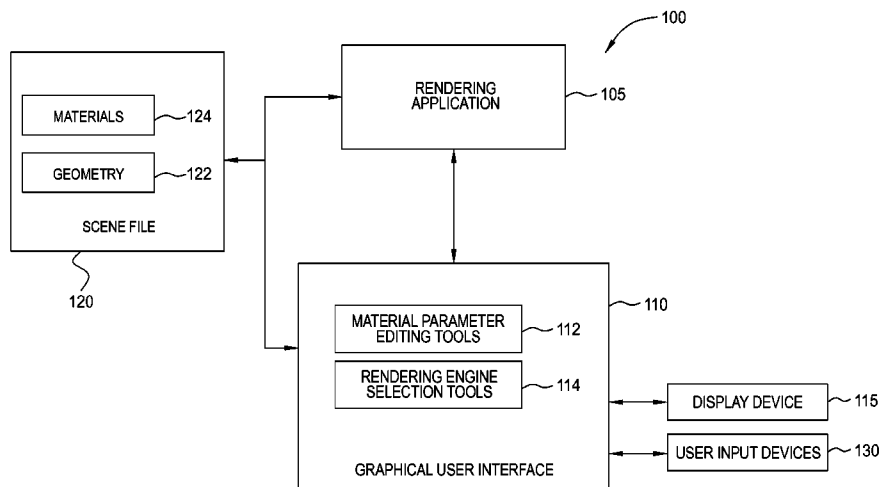 100
RENDERING
APPLICATION
105
MATERIALS
124
GEOMETRY
122
SCENE FILE
120
110
MATERIAL PARAMETER
EDITING TOOLS
112
RENDERING ENGINE
SELECTION TOOLS
114
GRAPHICAL USER INTERFACE
DISPLAY DEVICE
115
USER INPUT DEVICES
130